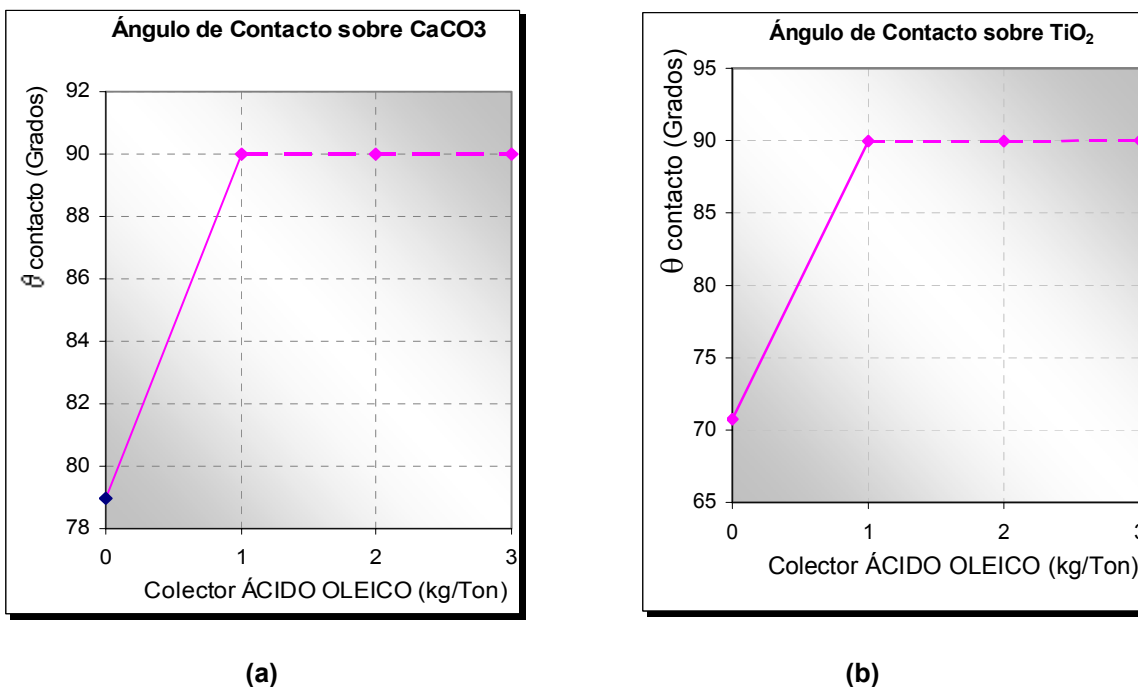 Ángulo de Contacto sobre CaCO3
θ contacto (Grados)
92
90
88
86
84
82
80
78
0 1 2 3
Colector ÁCIDO OLEICO (kg/Ton)
(a)
Ángulo de Contacto sobre TiO₂
θ contacto (Grados)
95
90
85
80
75
70
65
0 1 2 3
Colector ÁCIDO OLEICO (kg/Ton)
(b)